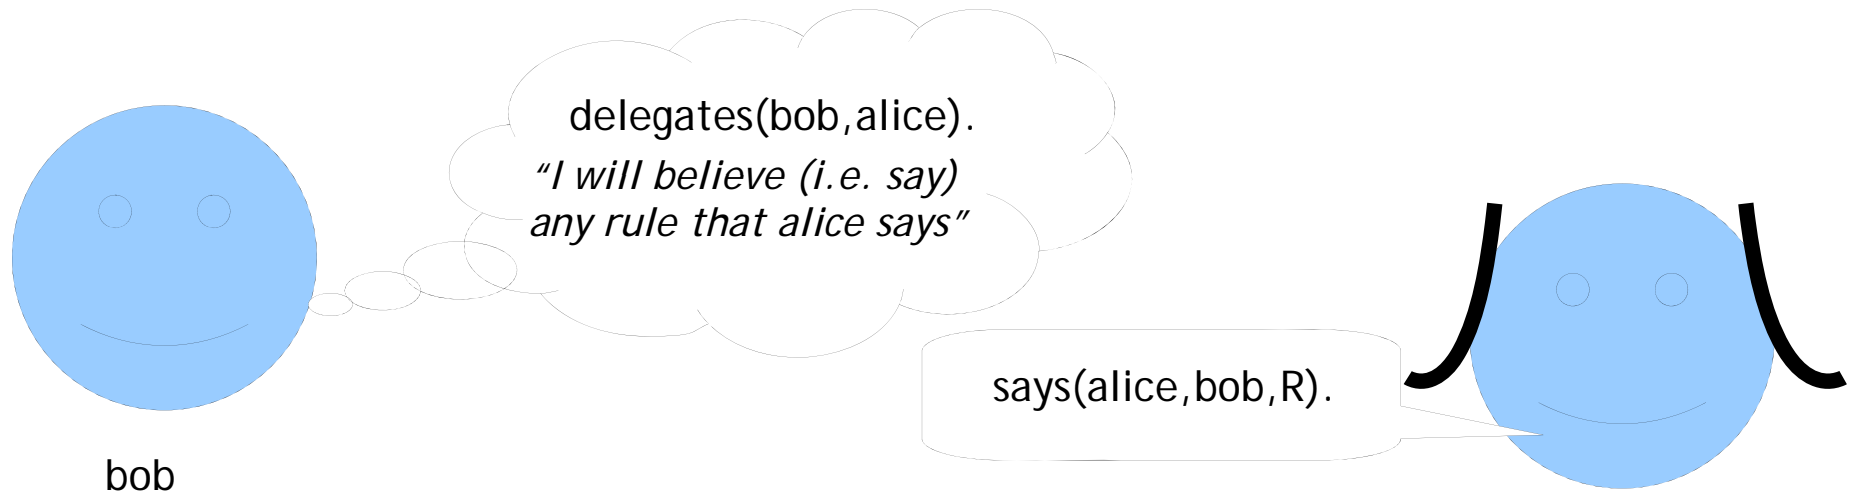 delegates(bob,alice).
“I will believe (i.e. say)
any rule that alice says”
says(alice,bob,R).
bob